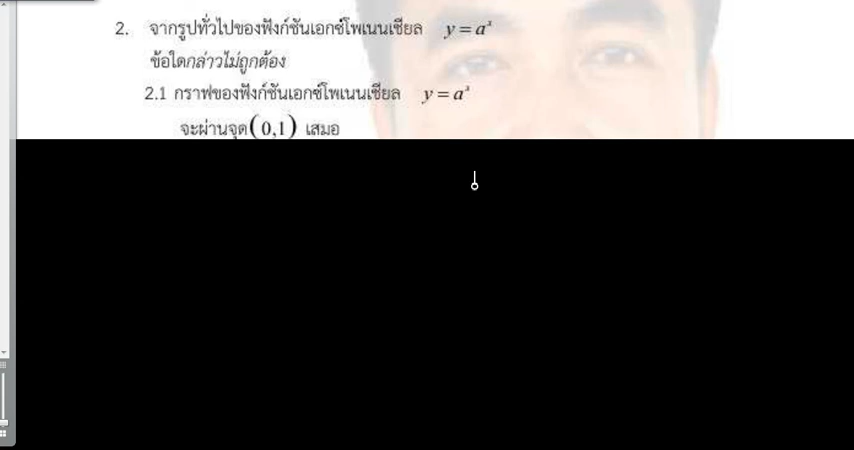 2. จากรูปทั่วไปของฟังก์ชันเอกซ์โพเนนเชียล y = aˣ
ข้อใดกล่าวไม่ถูกต้อง
2.1 กราฟของฟังก์ชันเอกซ์โพเนนเชียล y = aˣ
จะผ่านจุด (0,1) เสมอ